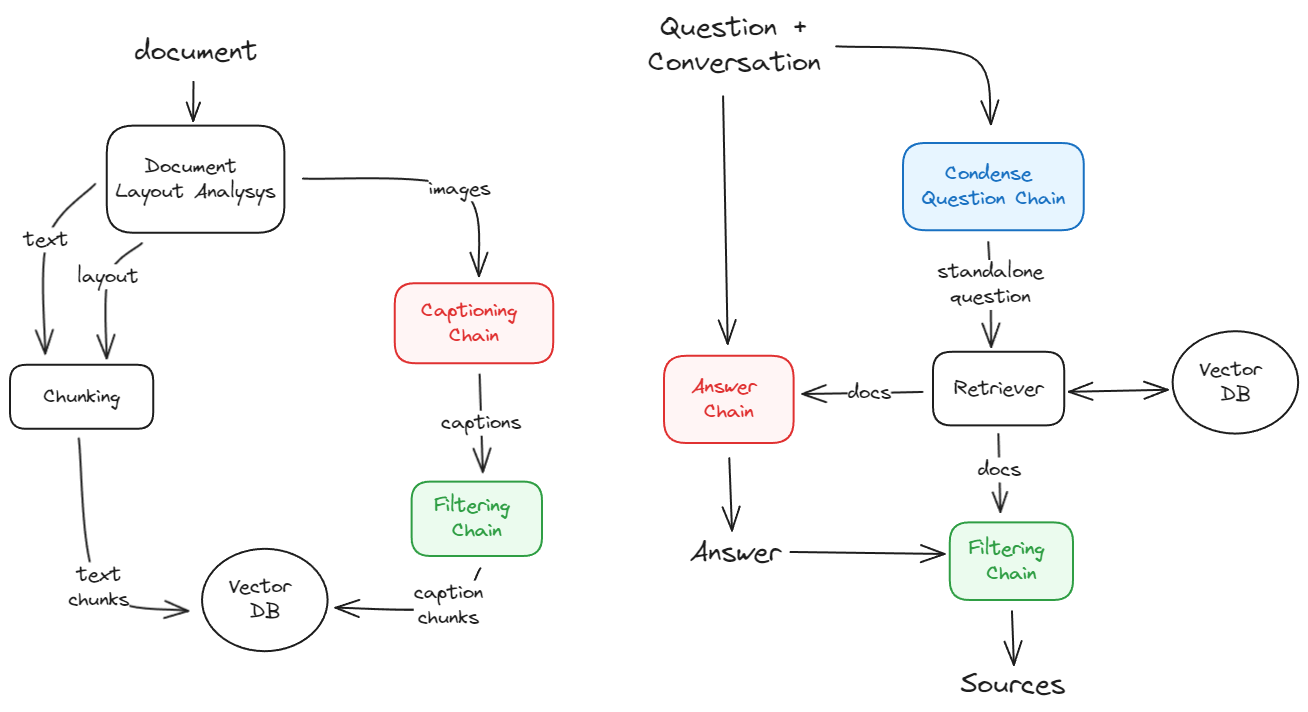 document
Document
Layout Analysys
text
layout
images
Captioning
Chain
Chunking
captions
Filtering
Chain
text
chunks
Vector
DB
caption
chunks
Question +
Conversation
Condense
Question Chain
standalone
question
Answer
Chain
docs
Retriever
Vector
DB
docs
Answer
Filtering
Chain
Sources